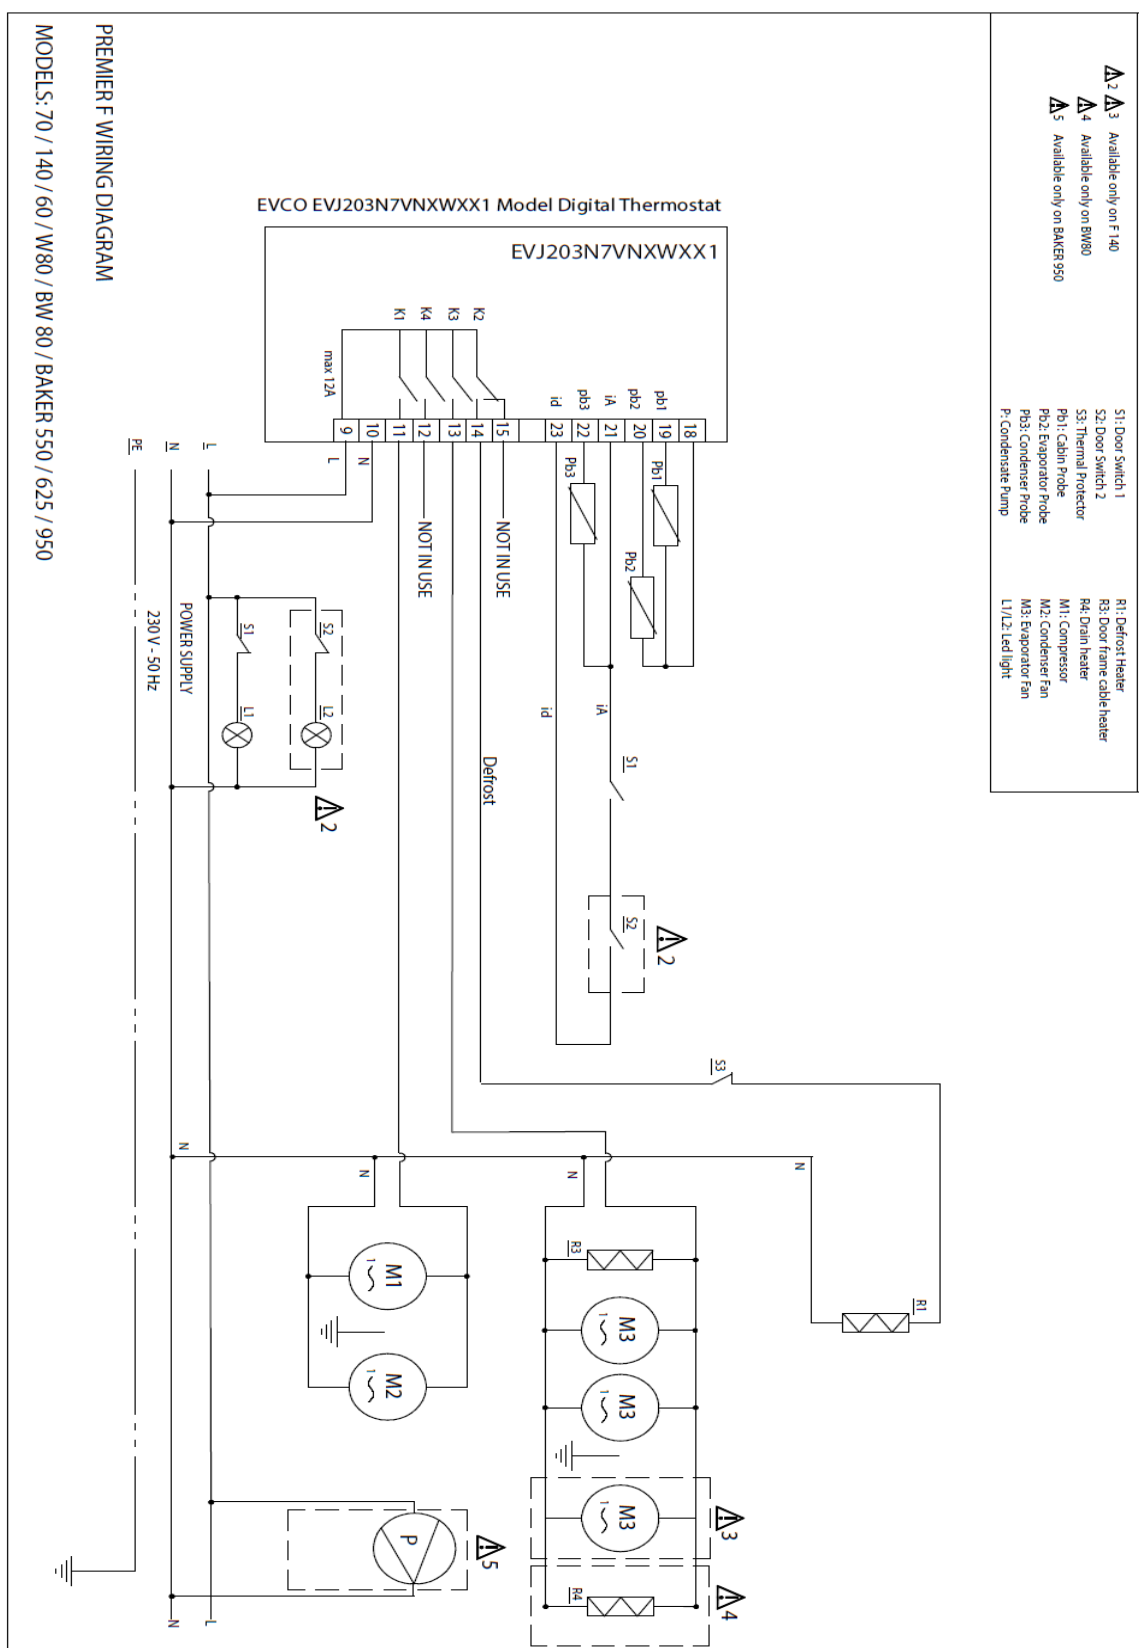 PREMIER F WIRING DIAGRAM
MODELS: 70 / 140 / 60 / W80 / BW 80 / BAKER 550 / 625 / 950
2 3 Available only on F 140
4 Available only on BW80
5 Available only on BAKER 950
S1: Door Switch 1
S2: Door Switch 2
S3: Thermal Protector
Pb1: Cabin Probe
Pb2: Evaporator Probe
Pb3: Condenser Probe
P: Condensate Pump
R1: Defrost Heater
R3: Door frame cable heater
R4: Drain heater
M1: Compressor
M2: Condenser Fan
M3: Evaporator Fan
L1/L2: Led light
EVCO EVJ203N7VNXWXX1 Model Digital Thermostat
EVJ203N7VNXWXX1
K1
K4
K3
K2
max 12A
id
pb3
iA
pb2
pb1
9
10
11
12
13
14
15
23
22
21
20
19
18
L
N
NOT IN USE
NOT IN USE
Pb3
Pb1
Pb2
PE
N
L
POWER SUPPLY
230 V - 50 Hz
S1
L1
S2
L2
2
id
iA
Defrost
S1
S2
2
S3
N
N
N
N
R1
M1
1
M2
1
R3
M3
1
M3
1
M3
1
3
R4
4
P
5
N
L